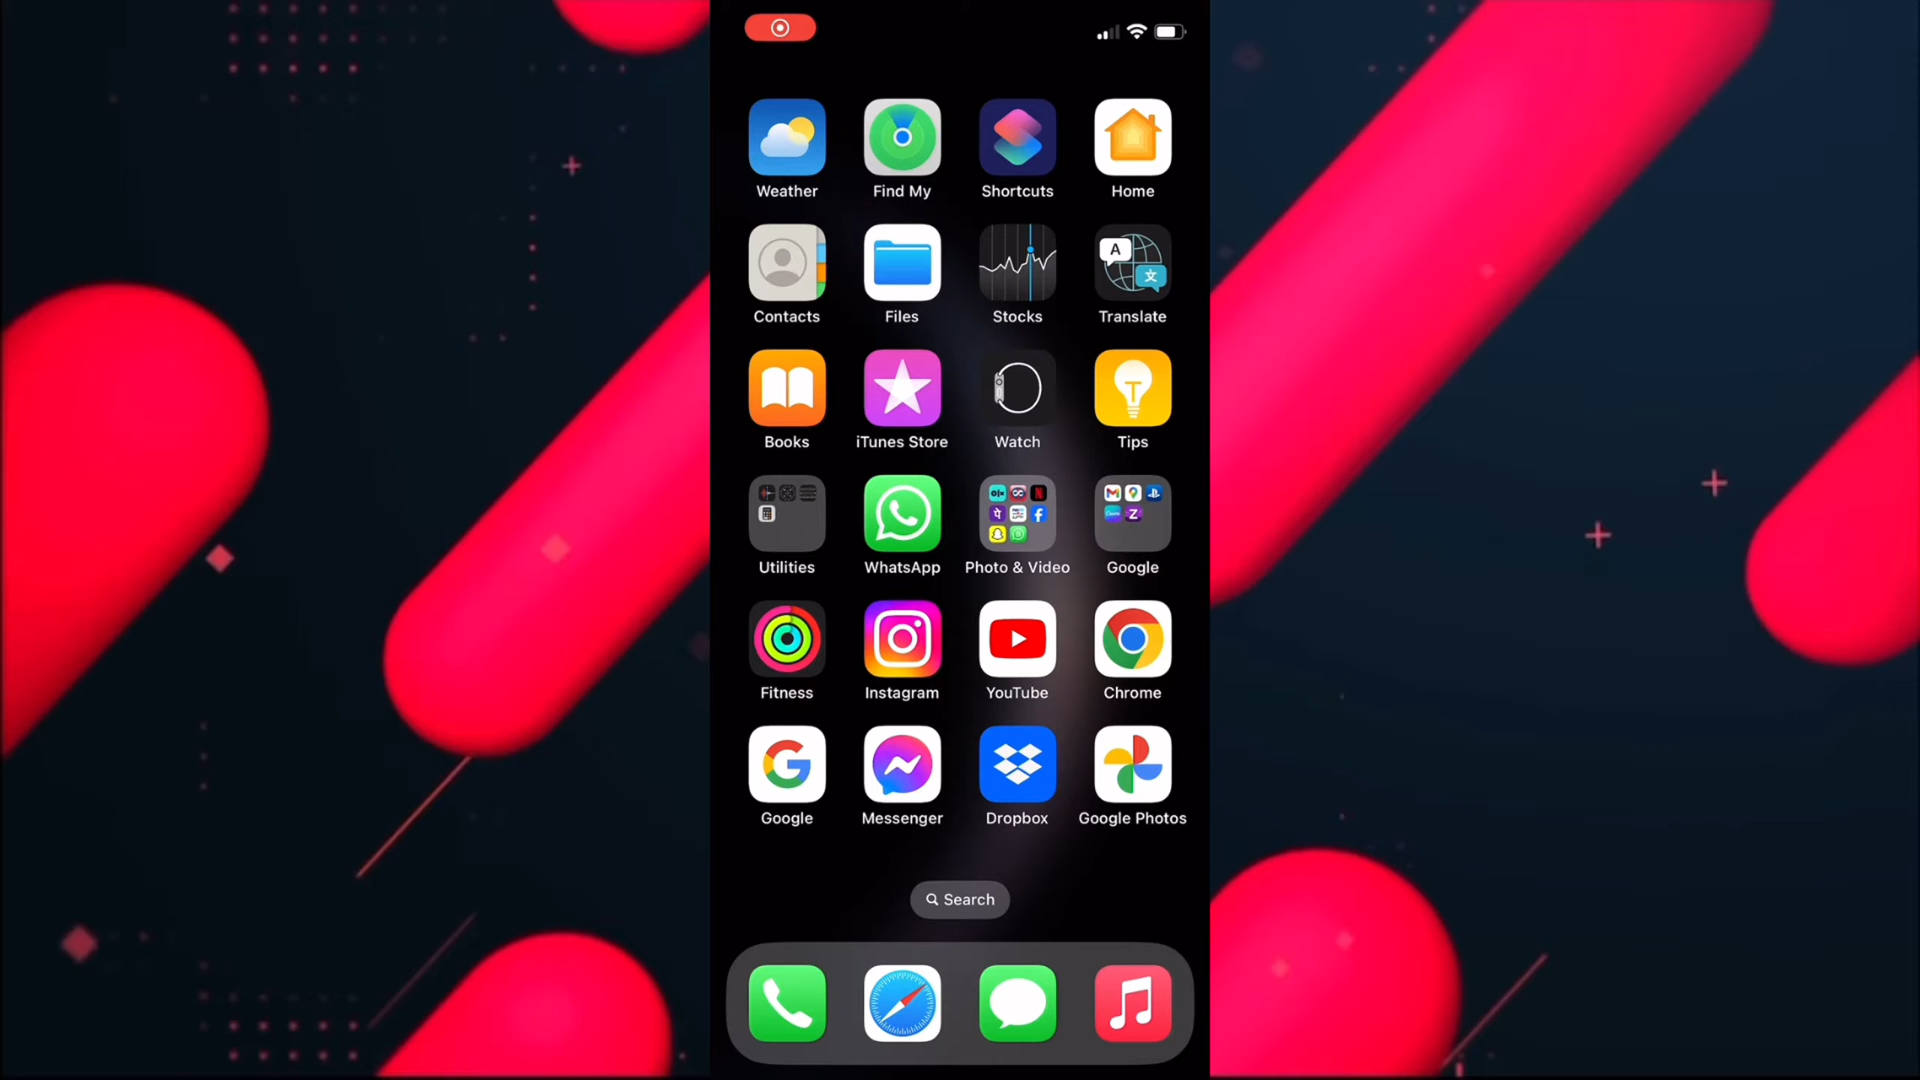 Weather Find My Shortcuts Home
A 文
Contacts Files Stocks Translate
Books iTunes Store Watch Tips
Utilities WhatsApp Photo & Video Google
Fitness Instagram YouTube Chrome
Google Messenger Dropbox Google Photos
Search